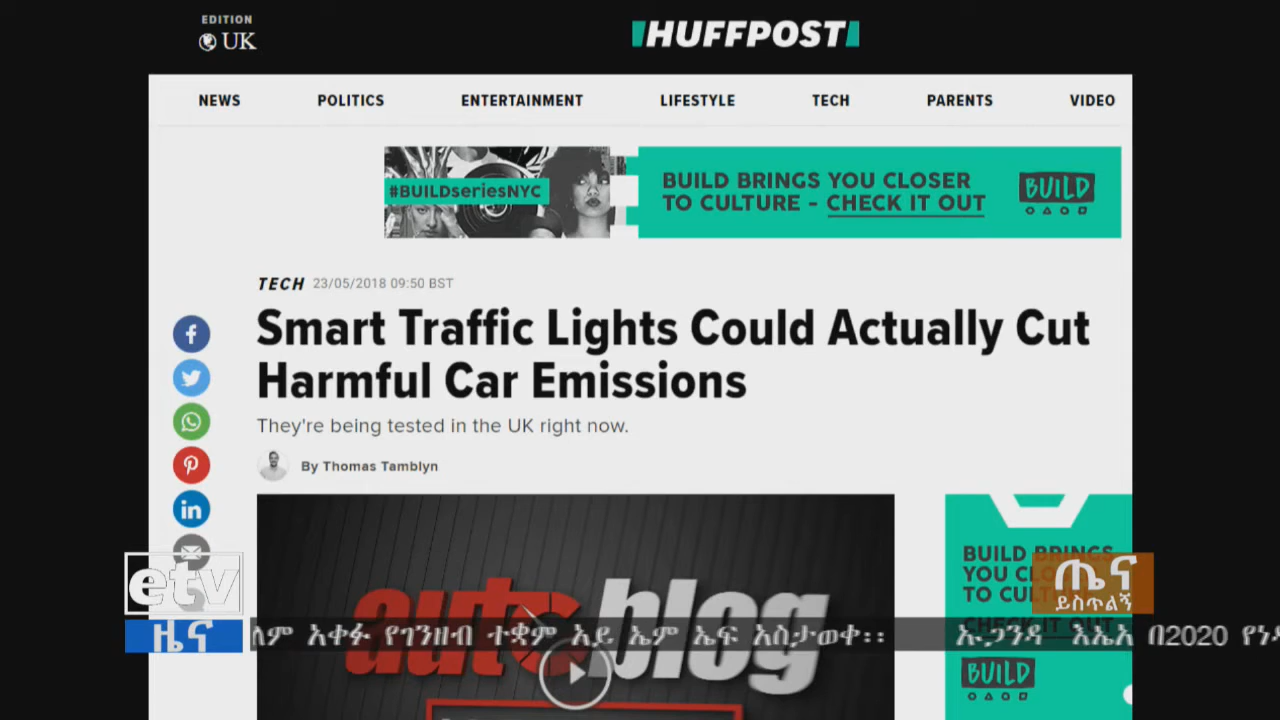 EDITION
UK
HUFFPOST
NEWS
POLITICS
ENTERTAINMENT
LIFESTYLE
TECH
PARENTS
VIDEO
#BUILDseriesNYC
BUILD BRINGS YOU CLOSER
TO CULTURE - CHECK IT OUT
BUILD
TECH 23/05/2018 09:50 BST
Smart Traffic Lights Could Actually Cut
Harmful Car Emissions
They're being tested in the UK right now.
By Thomas Tamblyn
autoblog
BUILD BRINGS
YOU
TO
CHECK IT OUT
BUILD
etv
ጤና
ይስጥልኝ
ዜና
አቀፉ የገንዘብ ተቋም አይ ኤም ኤፍ አስታወቀ፡፡ ኡጋንዳ እኤአ በ2020